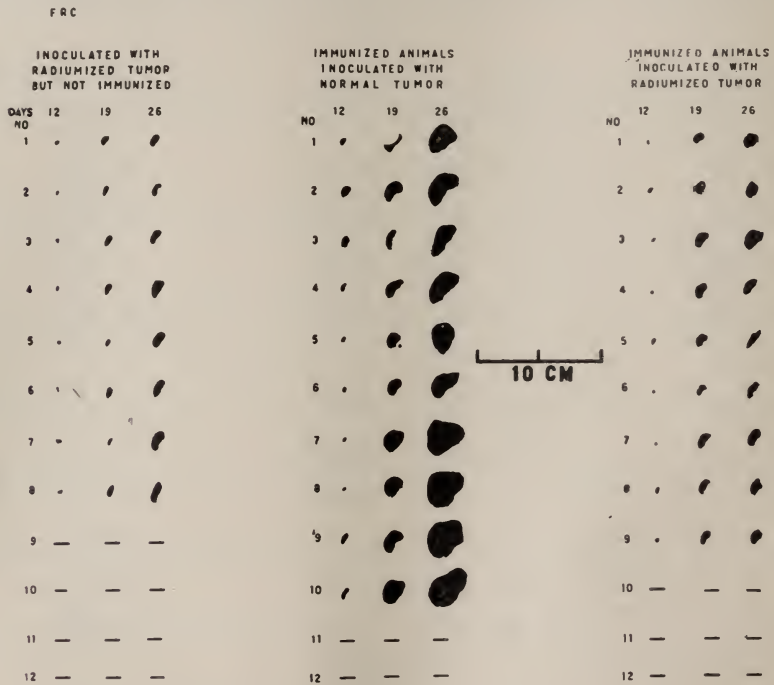 FRC
INOCULATED WITH
RADIUMIZED TUMOR
BUT NOT IMMUNIZED
DAYS 12 19 26
NO
1
2
3
4
5
6
7
8
9 — — —
10 — — —
11 — — —
12 — — —
IMMUNIZED ANIMALS
INOCULATED WITH
NORMAL TUMOR
12 19 26
NO
1
2
3
4
5
6
7
8
9
10
11 — — —
12 — — —
10 CM
IMMUNIZED ANIMALS
INOCULATED WITH
RADIUMIZED TUMOR
12 19 26
NO
1
2
3
4
5
6
7
8
9
10 — — —
11 — — —
12 — — —